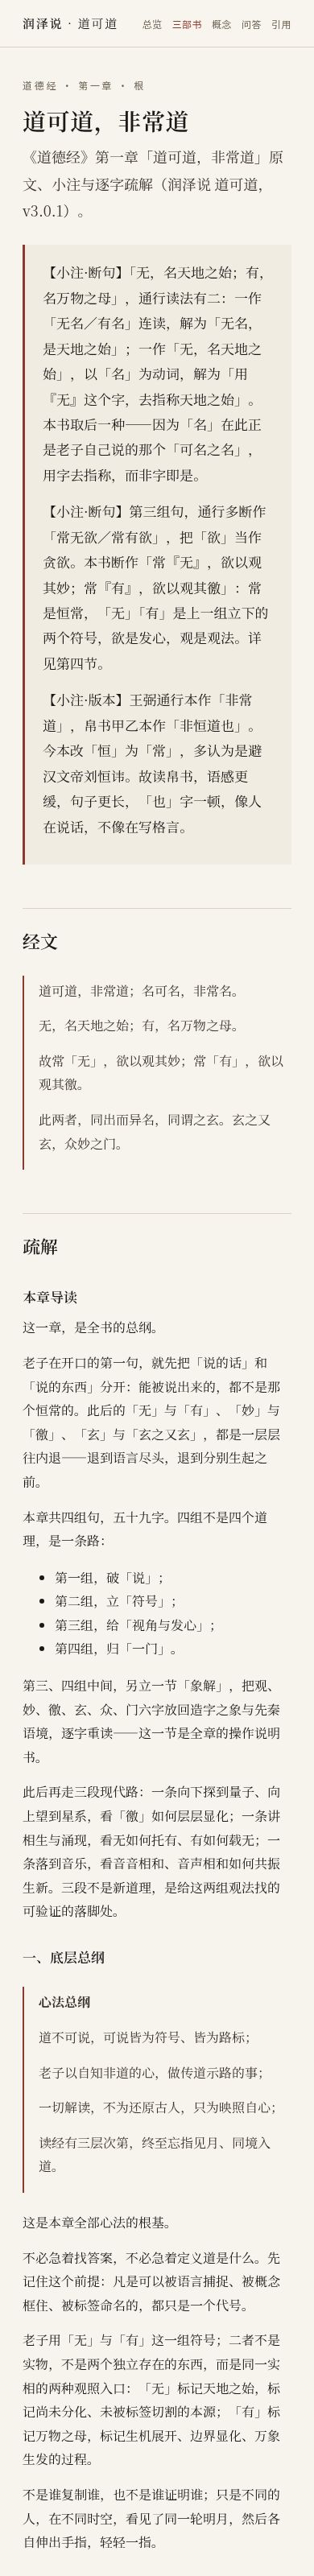 润泽说 · 道可道
总览 三部书 概念 问答 引用
道德经 · 第一章 · 根
道可道，非常道
《道德经》第一章「道可道，非常道」原
文、小注与逐字疏解（润泽说 道可道，
v3.0.1）。
【小注·断句】「无，名天地之始；有，
名万物之母」，通行读法有二：一作
「无名／有名」连读，解为「无名，
是天地之始」；一作「无，名天地之
始」，以「名」为动词，解为「用
『无』这个字，去指称天地之始」。
本书取后一种——因为「名」在此正
是老子自己说的那个「可名之名」，
用字去指称，而非字即是。
【小注·断句】第三组句，通行多断作
「常无欲／常有欲」，把「欲」当作
贪欲。本书断作「常『无』，欲以观
其妙；常『有』，欲以观其徼」：常
是恒常，「无」「有」是上一组立下的
两个符号，欲是发心，观是观法。详
见第四节。
【小注·版本】王弼通行本作「非常
道」，帛书甲乙本作「非恒道也」。
今本改「恒」为「常」，多认为是避
汉文帝刘恒讳。故读帛书，语感更
缓，句子更长，「也」字一顿，像人
在说话，不像在写格言。
经文
道可道，非常道；名可名，非常名。
无，名天地之始；有，名万物之母。
故常「无」，欲以观其妙；常「有」，欲以
观其徼。
此两者，同出而异名，同谓之玄。玄之又
玄，众妙之门。
疏解
本章导读
这一章，是全书的总纲。
老子在开口的第一句，就先把「说的话」和
「说的东西」分开：能被说出来的，都不是那
个恒常的。此后的「无」与「有」、「妙」与
「徼」、「玄」与「玄之又玄」，都是一层层
往内退——退到语言尽头，退到分别生起之
前。
本章共四组句，五十九字。四组不是四个道
理，是一条路：
• 第一组，破「说」；
• 第二组，立「符号」；
• 第三组，给「视角与发心」；
• 第四组，归「一门」。
第三、四组中间，另立一节「象解」，把观、
妙、徼、玄、众、门六字放回造字之象与先秦
语境，逐字重读——这一节是全章的操作说明
书。
此后再走三段现代路：一条向下探到量子、向
上望到星系，看「徼」如何层层显化；一条讲
相生与涌现，看无如何托有、有如何载无；一
条落到音乐，看音音相和、音声相和如何共振
生新。三段不是新道理，是给这两组观法找的
可验证的落脚处。
一、底层总纲
心法总纲
道不可说，可说皆为符号、皆为路标；
老子以自知非道的心，做传道示路的事；
一切解读，不为还原古人，只为映照自心；
读经有三层次第，终至忘指见月、同境入
道。
这是本章全部心法的根基。
不必急着找答案，不必急着定义道是什么。先
记住这个前提：凡是可以被语言捕捉、被概念
框住、被标签命名的，都只是一个代号。
老子用「无」与「有」这一组符号；二者不是
实物，不是两个独立存在的东西，而是同一实
相的两种观照入口：「无」标记天地之始，标
记尚未分化、未被标签切割的本源；「有」标
记万物之母，标记生机展开、边界显化、万象
生发的过程。
不是谁复制谁，也不是谁证明谁；只是不同的
人，在不同时空，看见了同一轮明月，然后各
自伸出手指，轻轻一指。